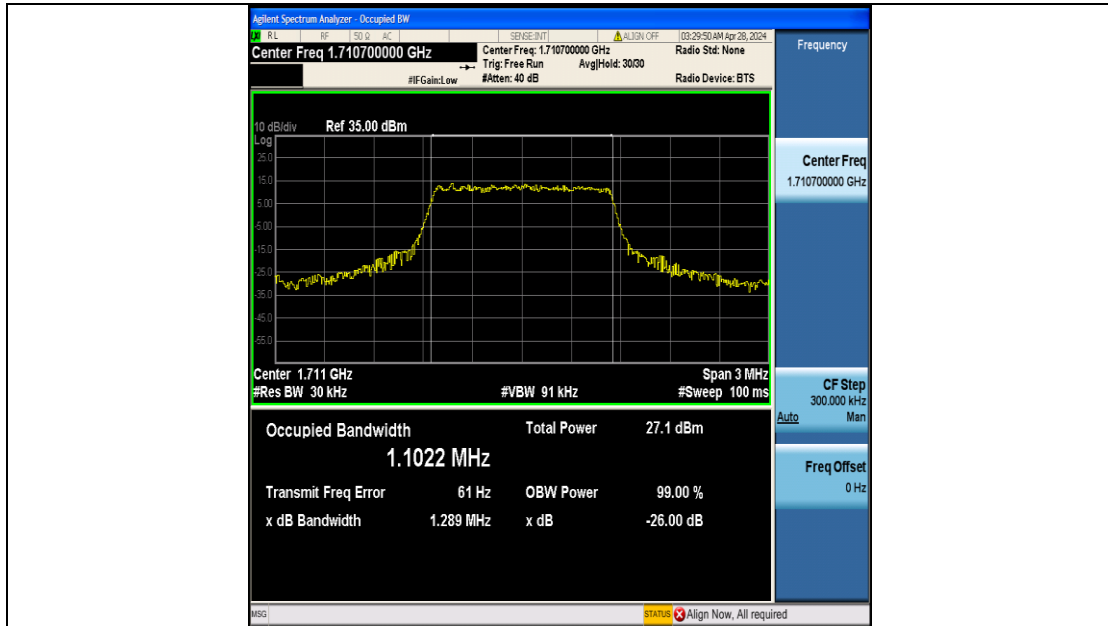 Agilent Spectrum Analyzer - Occupied BW
RL RF 50 Ω AC SENSE:INT ALIGN OFF 03:29:50 AM Apr 28, 2024
Center Freq 1.710700000 GHz
Center Freq: 1.710700000 GHz Radio Std: None
Trig: Free Run Avg|Hold: 30/30
#IFGain:Low #Atten: 40 dB Radio Device: BTS
10 dB/div Ref 35.00 dBm
Log
25.0
15.0
5.00
-5.00
-15.0
-25.0
-35.0
-45.0
-55.0
Center 1.711 GHz Span 3 MHz
#Res BW 30 kHz #VBW 91 kHz #Sweep 100 ms
Occupied Bandwidth Total Power 27.1 dBm
1.1022 MHz
Transmit Freq Error 61 Hz OBW Power 99.00 %
x dB Bandwidth 1.289 MHz x dB -26.00 dB
Frequency
Center Freq
1.710700000 GHz
CF Step
300.000 kHz
Auto Man
Freq Offset
0 Hz
MSG STATUS Align Now, All required